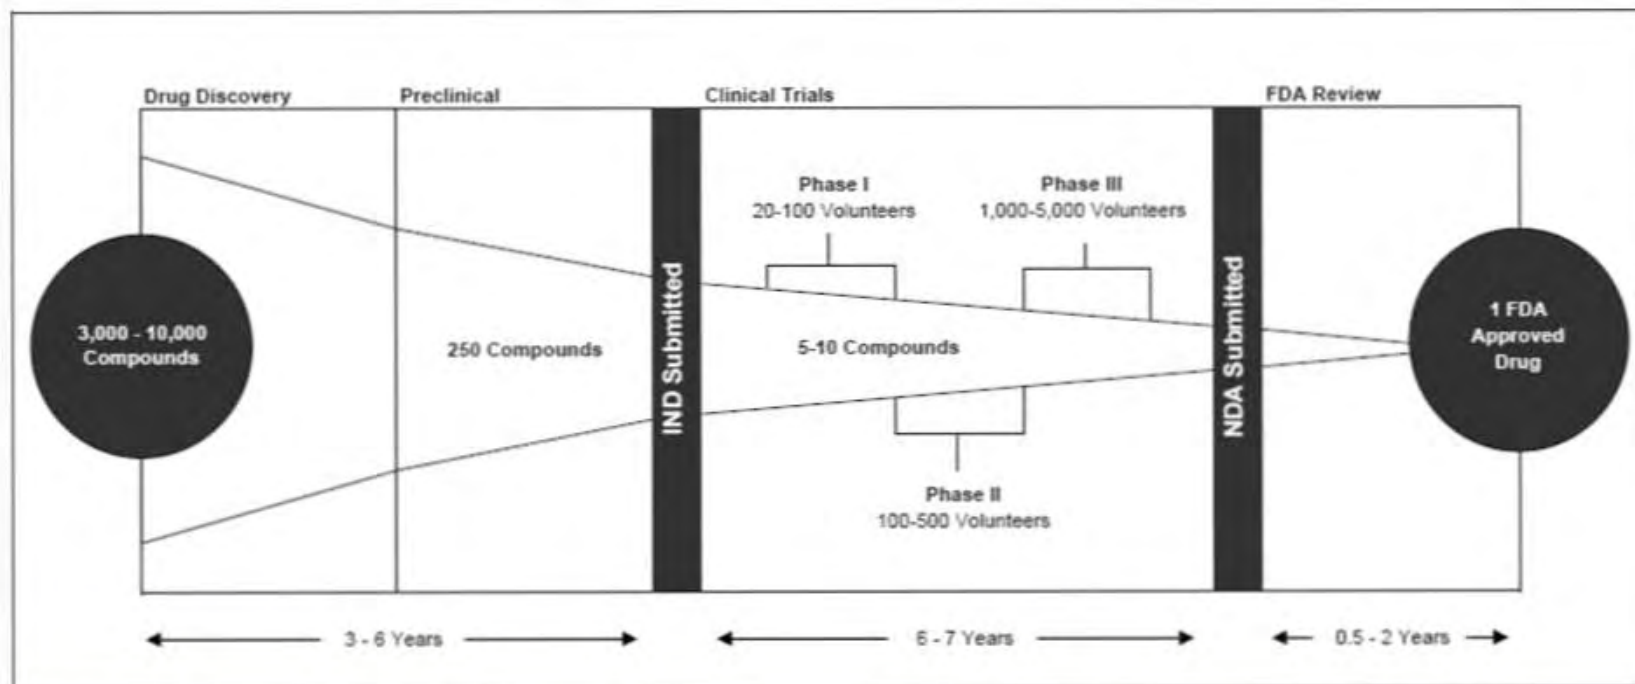 Drug Discovery
Preclinical
Clinical Trials
FDA Review
3,000 - 10,000
Compounds
250 Compounds
IND Submitted
Phase I
20-100 Volunteers
Phase III
1,000-5,000 Volunteers
5-10 Compounds
Phase II
100-500 Volunteers
NDA Submitted
1 FDA
Approved
Drug
3 - 6 Years
6 - 7 Years
0.5 - 2 Years